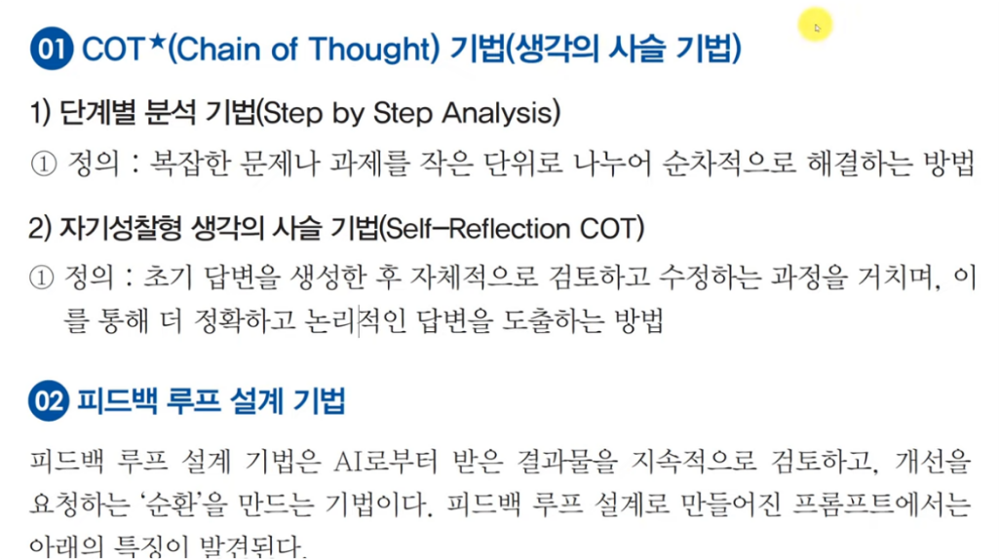 01 COT★(Chain of Thought) 기법(생각의 사슬 기법)
1) 단계별 분석 기법(Step by Step Analysis)
① 정의 : 복잡한 문제나 과제를 작은 단위로 나누어 순차적으로 해결하는 방법
2) 자기성찰형 생각의 사슬 기법(Self-Reflection COT)
① 정의 : 초기 답변을 생성한 후 자체적으로 검토하고 수정하는 과정을 거치며, 이
를 통해 더 정확하고 논리적인 답변을 도출하는 방법
02 피드백 루프 설계 기법
피드백 루프 설계 기법은 AI로부터 받은 결과물을 지속적으로 검토하고, 개선을
요청하는 ‘순환’을 만드는 기법이다. 피드백 루프 설계로 만들어진 프롬프트에서는
아래의 특징이 발견된다.